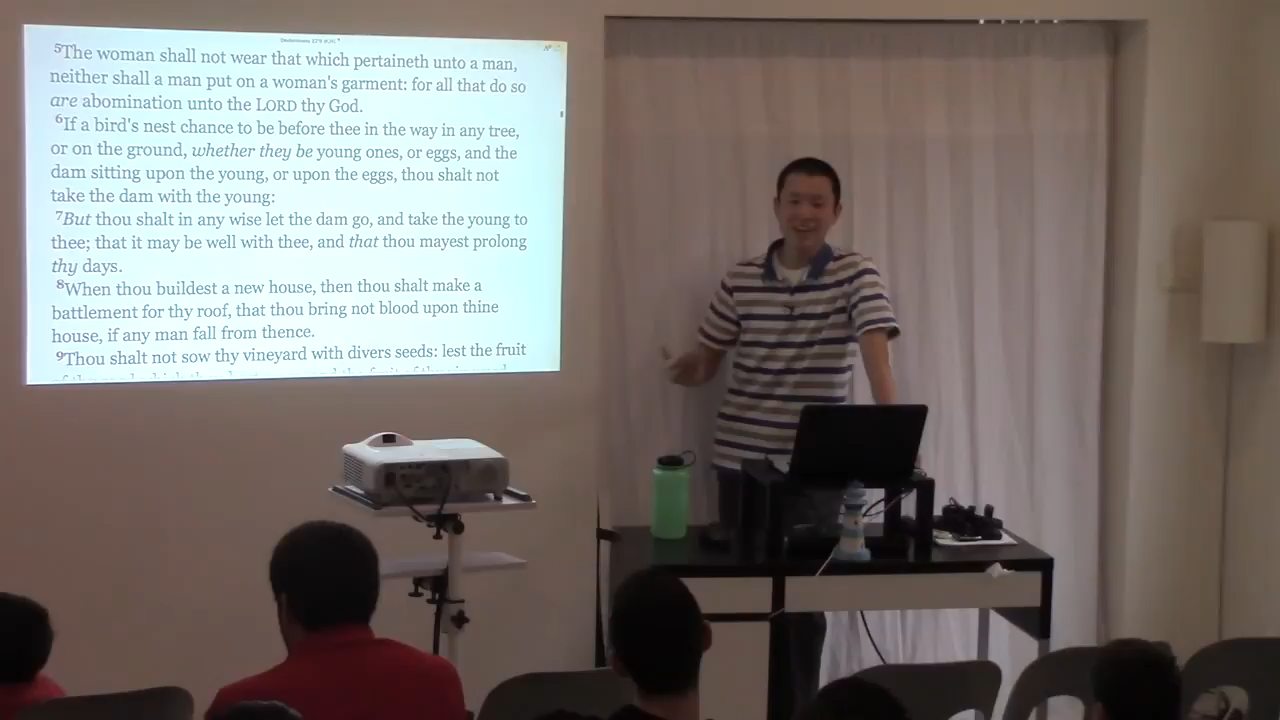 5The woman shall not wear that which pertaineth unto a man,
neither shall a man put on a woman's garment: for all that do so
are abomination unto the LORD thy God.
6If a bird's nest chance to be before thee in the way in any tree,
or on the ground, whether they be young ones, or eggs, and the
dam sitting upon the young, or upon the eggs, thou shalt not
take the dam with the young:
7But thou shalt in any wise let the dam go, and take the young to
thee; that it may be well with thee, and that thou mayest prolong
thy days.
8When thou buildest a new house, then thou shalt make a
battlement for thy roof, that thou bring not blood upon thine
house, if any man fall from thence.
9Thou shalt not sow thy vineyard with divers seeds: lest the fruit